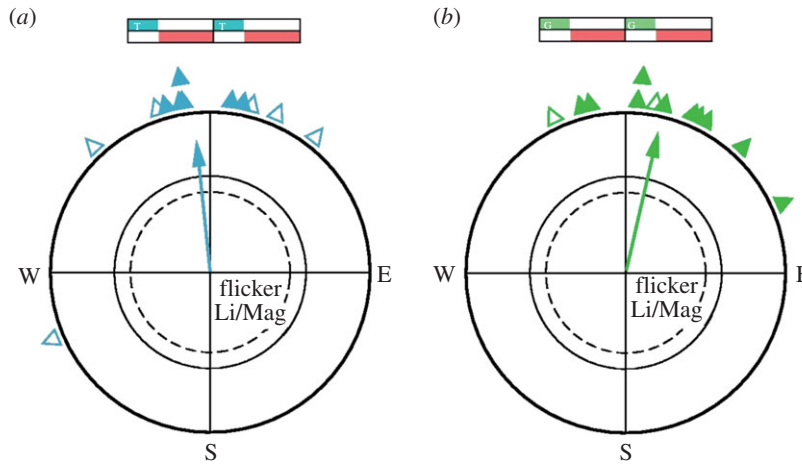 (a)
T T
W
E
flicker
Li/Mag
S
(b)
G G
W
E
flicker
Li/Mag
S